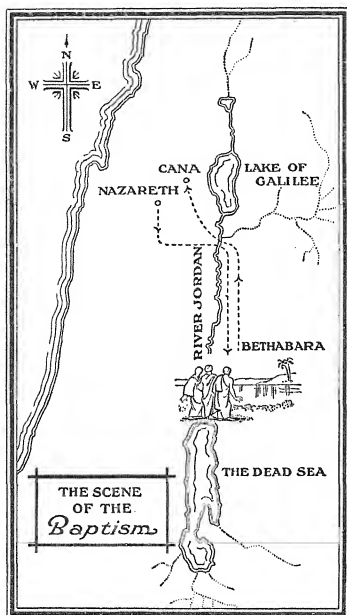 N
W E
S
CANA
NAZARETH
LAKE OF
GALILEE
RIVER JORDAN
BETHABARA
THE DEAD SEA
THE SCENE
OF THE
Baptism